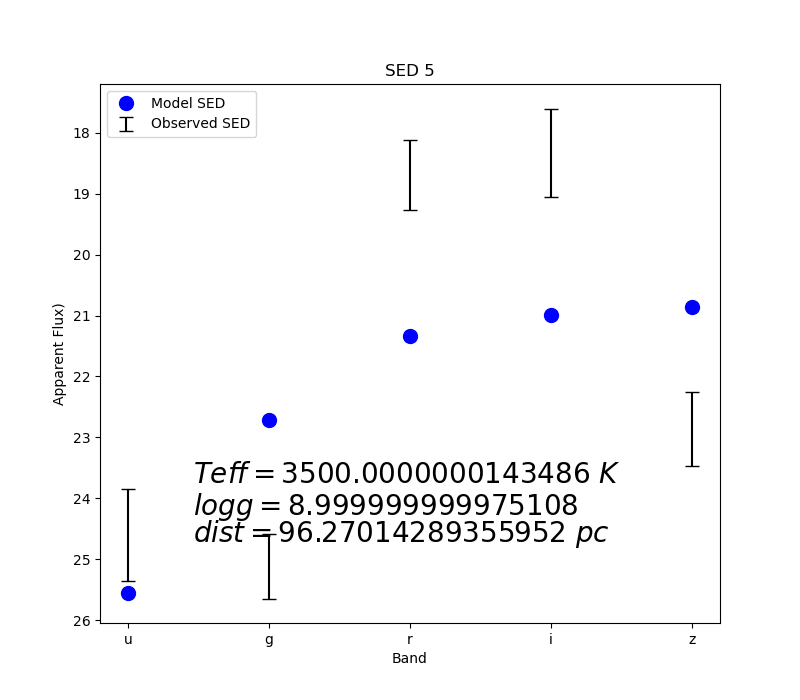 SED 5
Model SED
Observed SED
18
19
20
21
22
23
24
25
26
Apparent Flux)
Teff = 3500.0000000143486 K
logg = 8.999999999975108
dist = 96.27014289355952 pc
u g r i z
Band